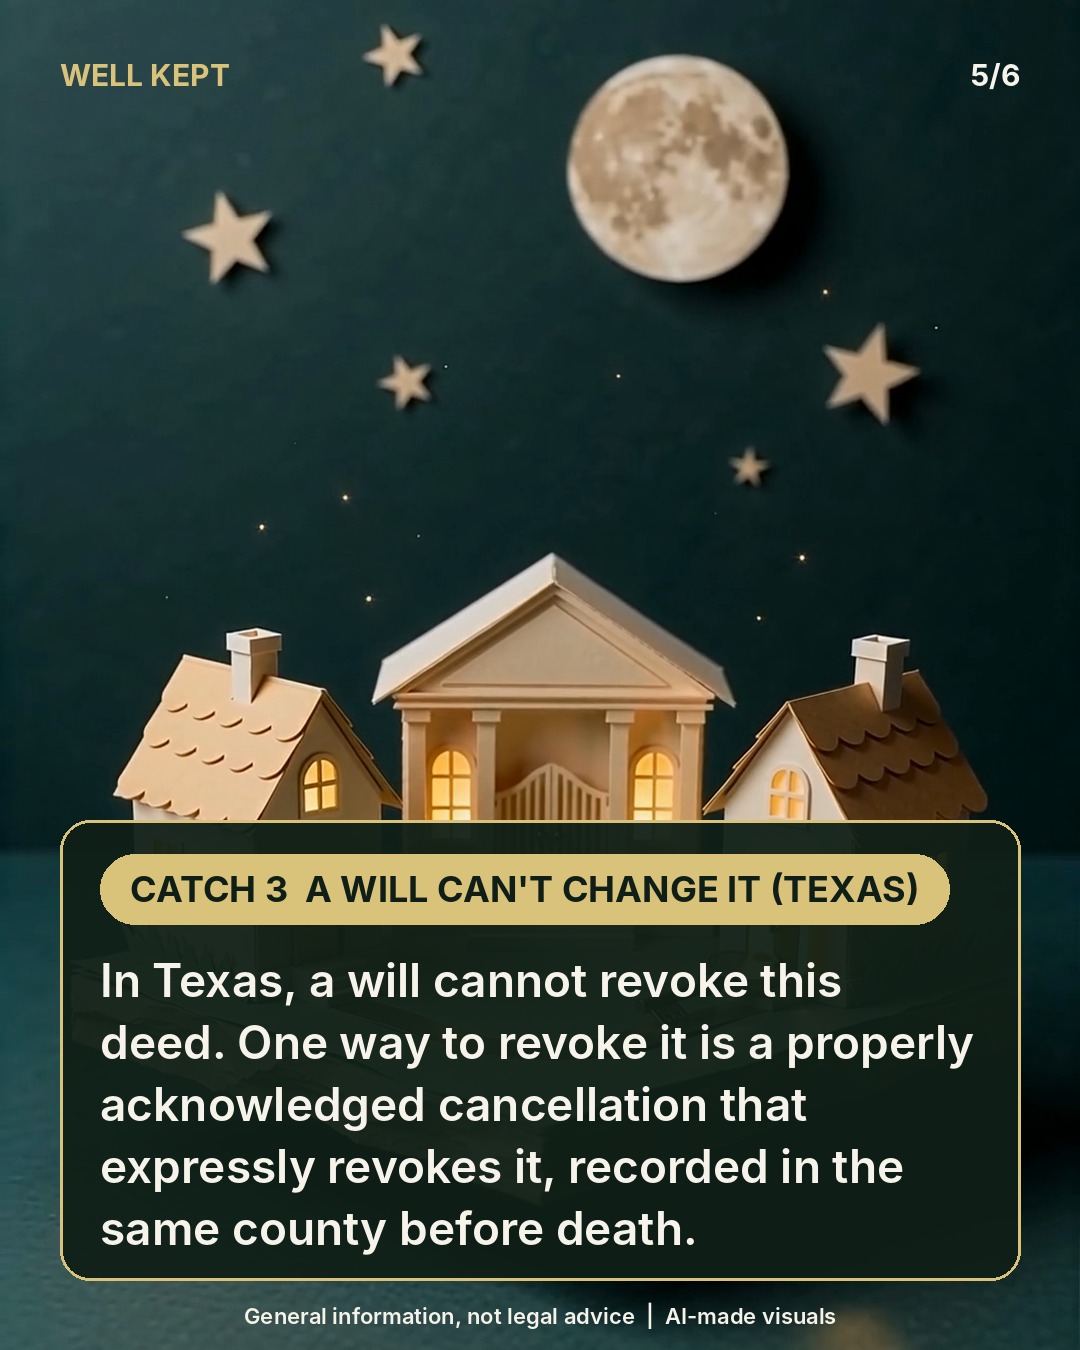 WELL KEPT
5/6
CATCH 3 A WILL CAN'T CHANGE IT (TEXAS)
In Texas, a will cannot revoke this
deed. One way to revoke it is a properly
acknowledged cancellation that
expressly revokes it, recorded in the
same county before death.
General information, not legal advice | AI-made visuals